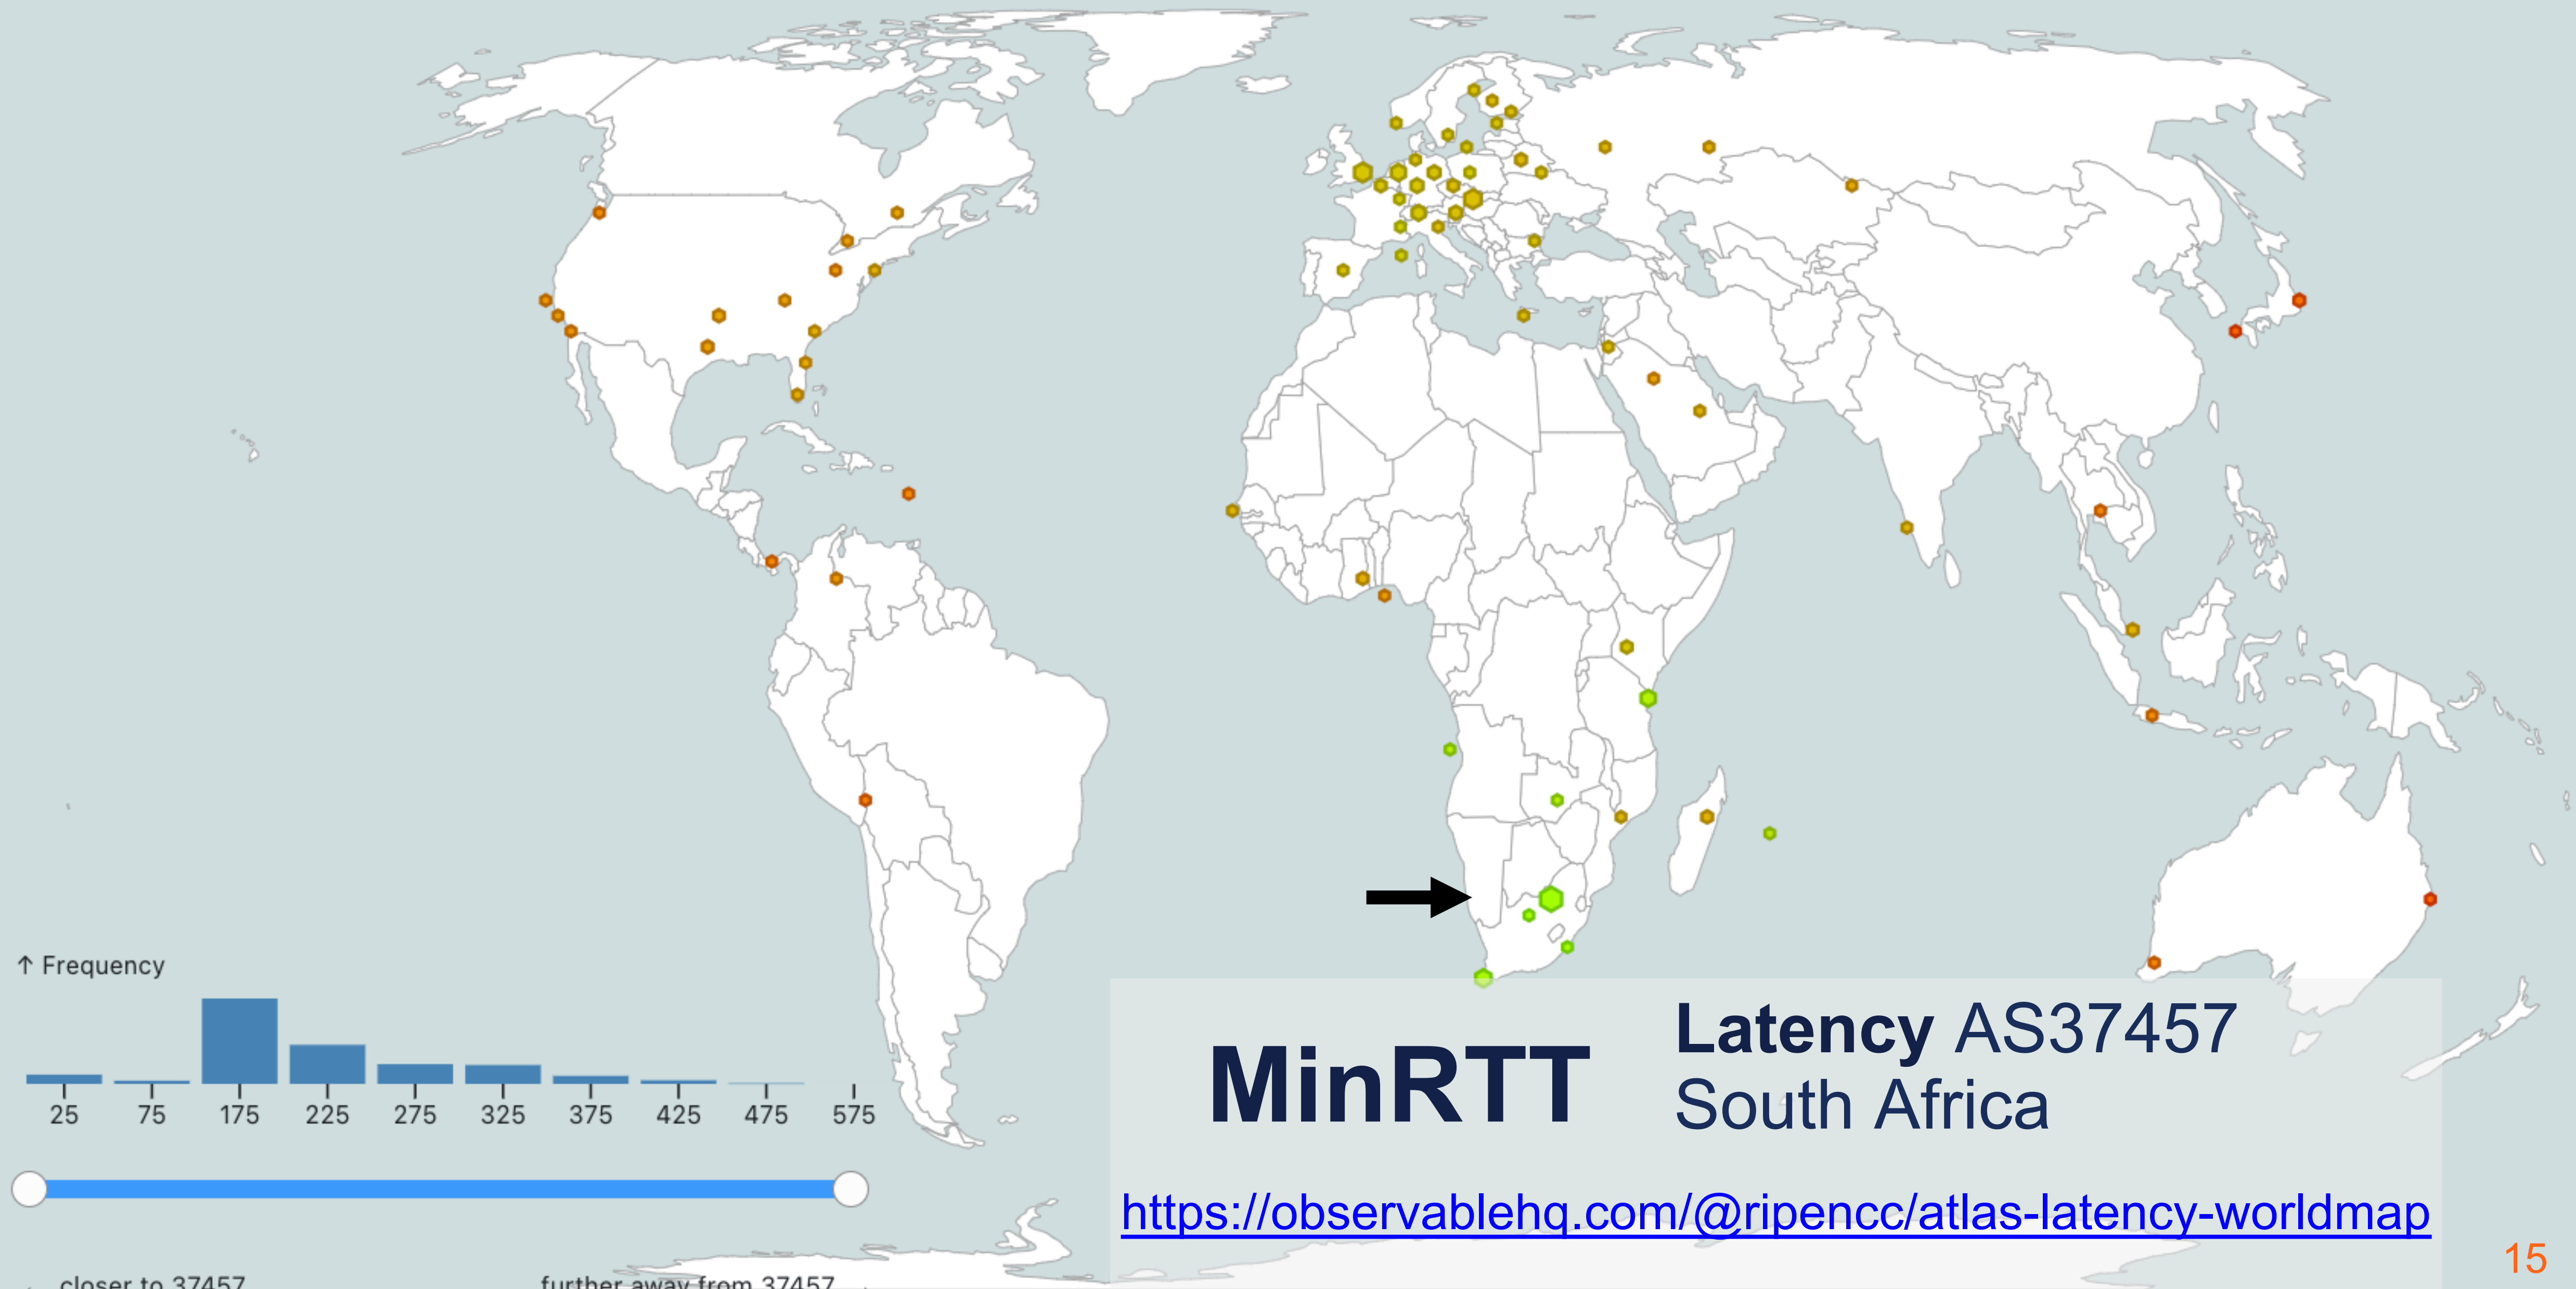 ↑ Frequency
25 75 175 225 275 325 375 425 475 575
closer to 37457
further away from 37457
MinRTT
Latency AS37457
South Africa
https://observablehq.com/@ripencc/atlas-latency-worldmap
15